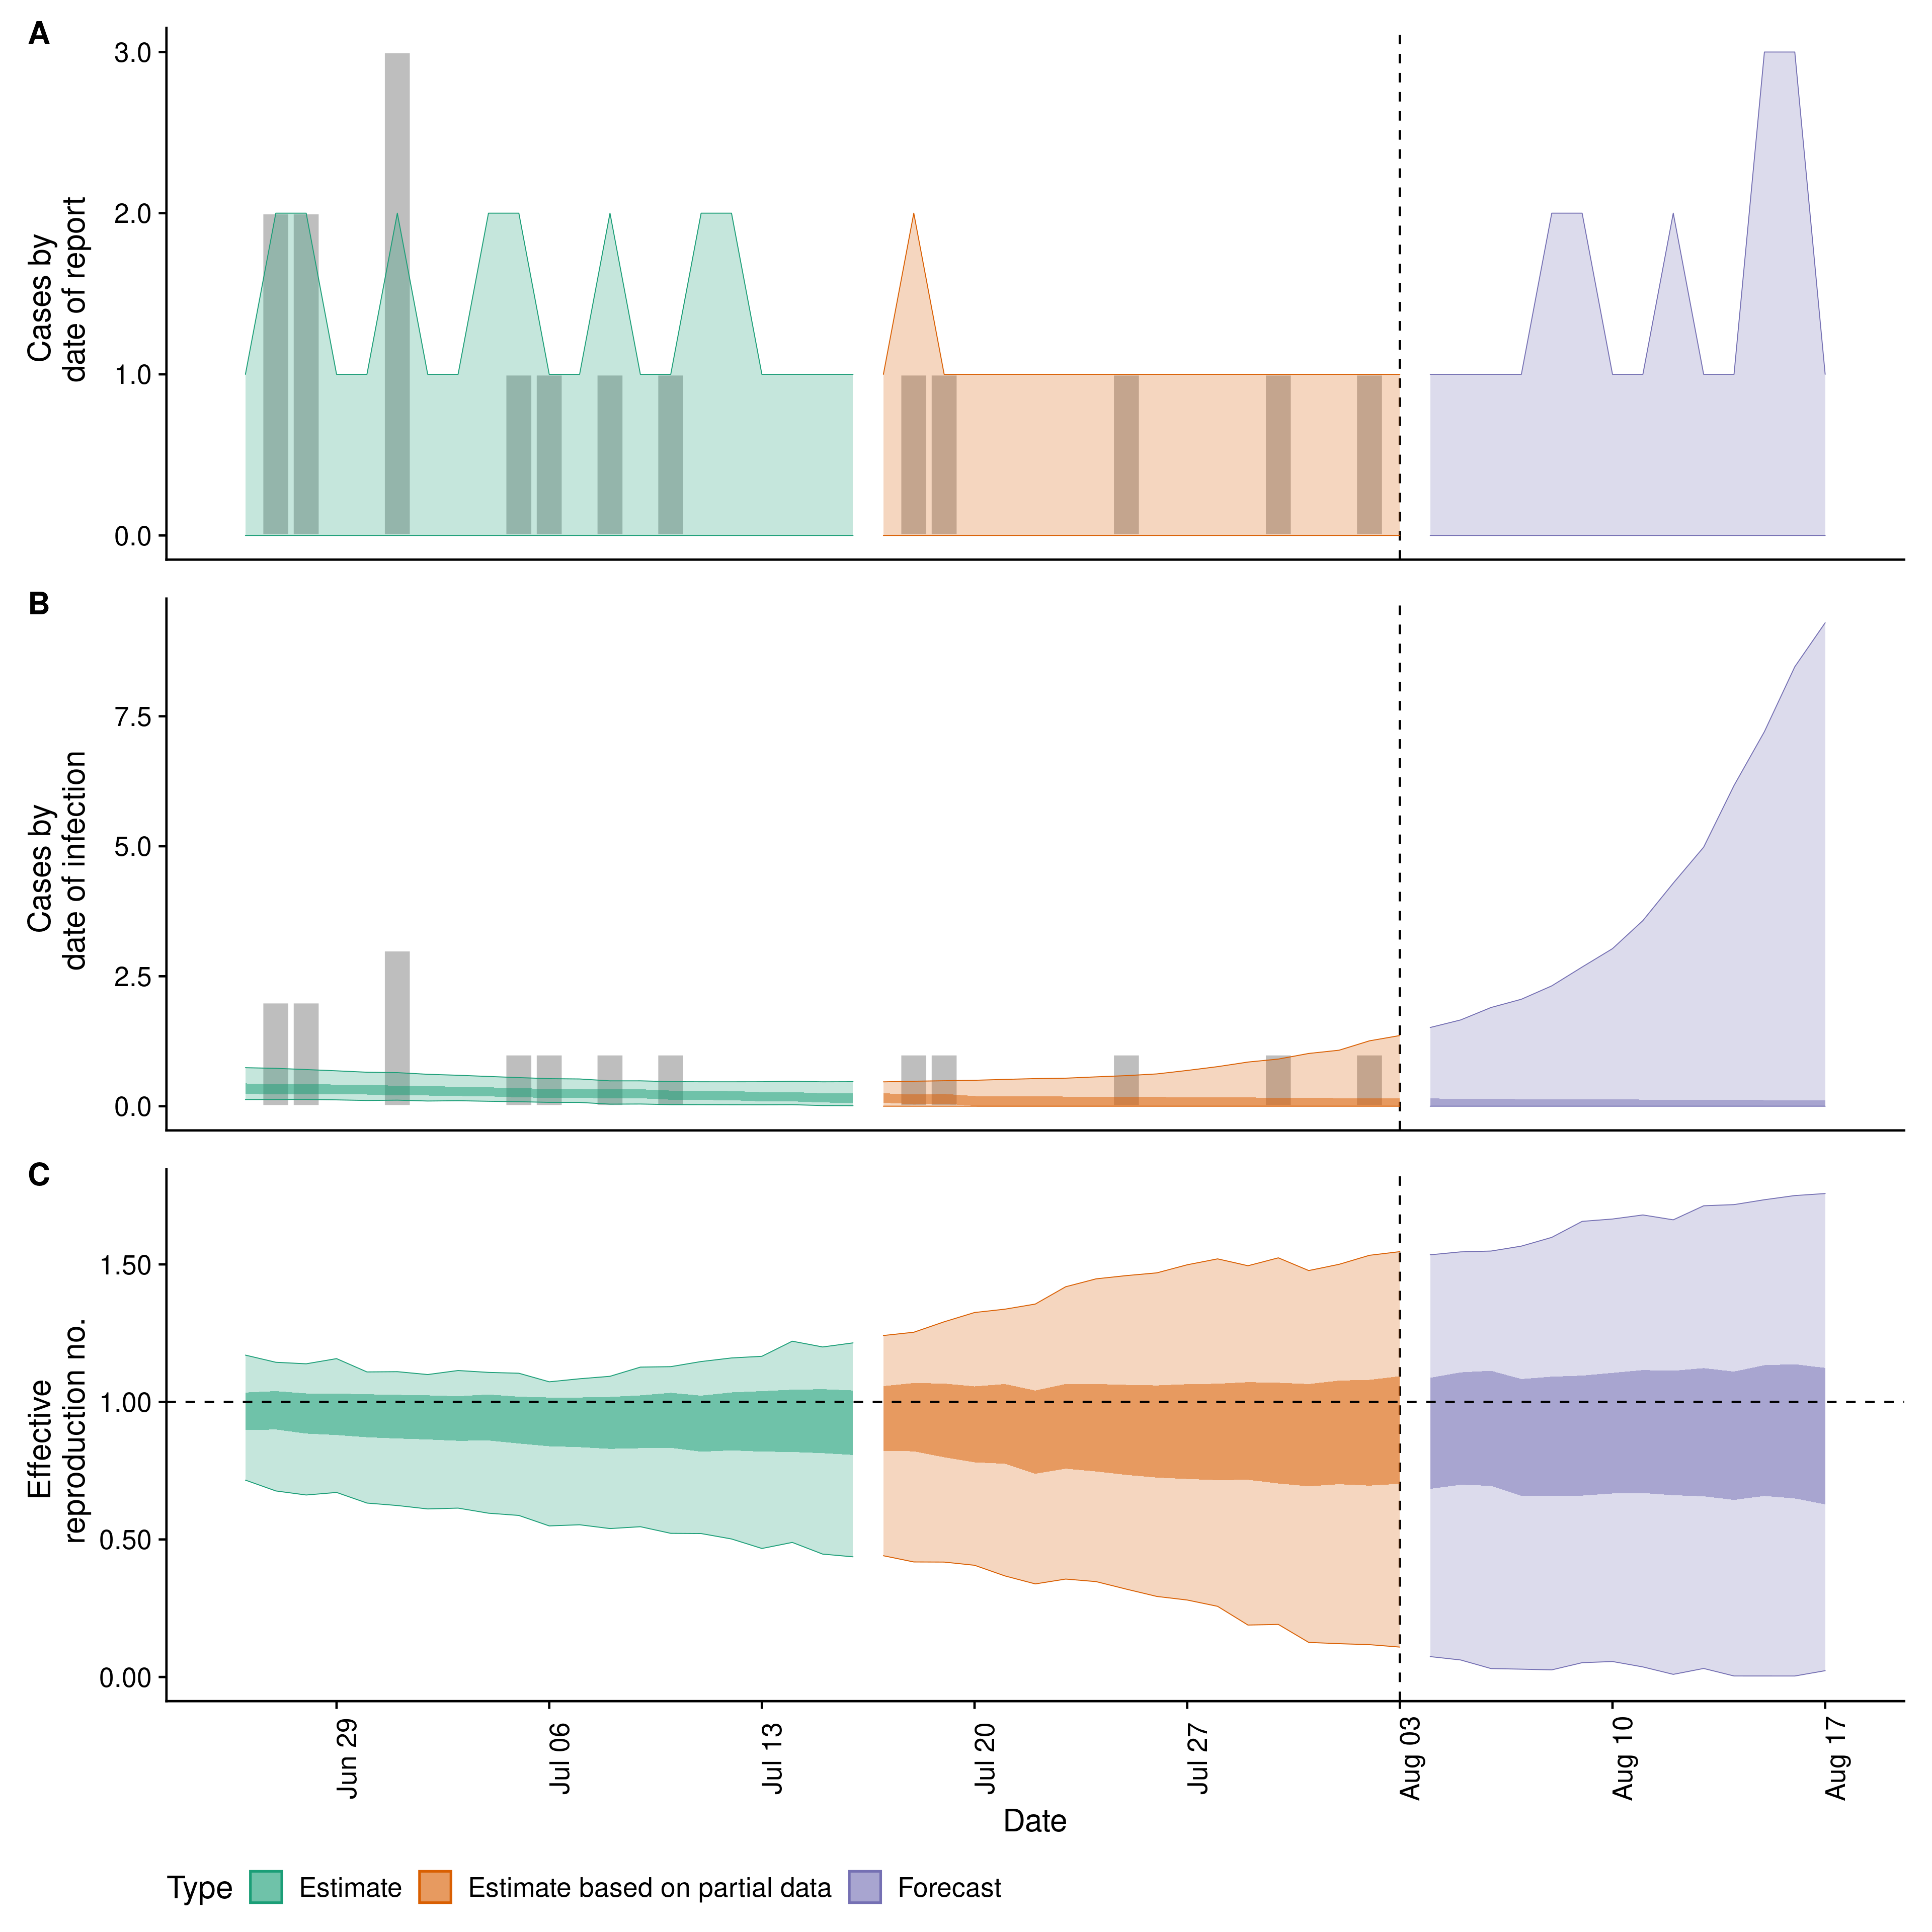 A
Cases by
date of report
3.0
2.0
1.0
0.0
B
Cases by
date of infection
7.5
5.0
2.5
0.0
C
Effective
reproduction no.
1.50
1.00
0.50
0.00
Jun 29
Jul 06
Jul 13
Jul 20
Jul 27
Aug 03
Aug 10
Aug 17
Date
Type Estimate Estimate based on partial data Forecast